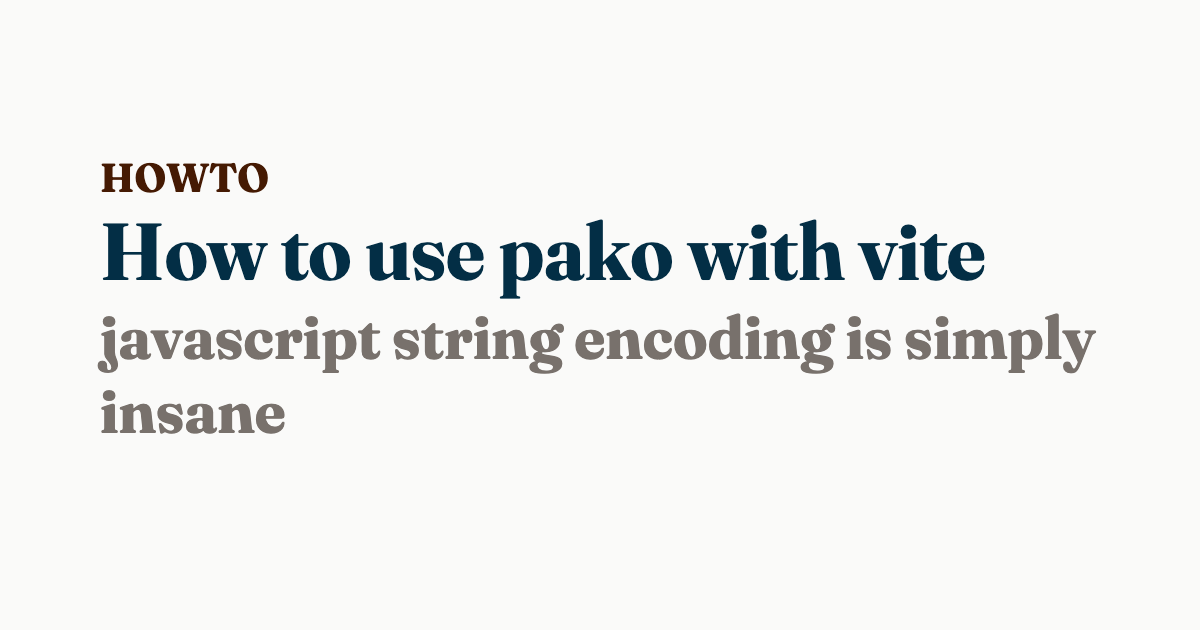 HOWTO
How to use pako with vite
javascript string encoding is simply
insane